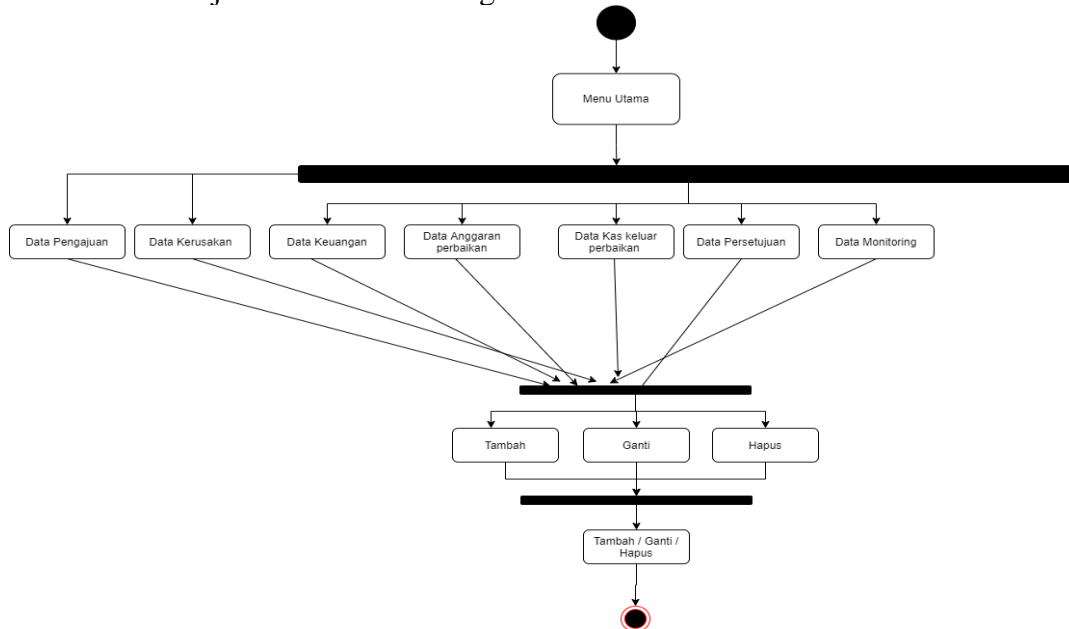 Menu Utama
Data Pengajuan
Data Kerusakan
Data Keuangan
Data Anggaran
perbaikan
Data Kas keluar
perbaikan
Data Persetujuan
Data Monitoring
Tambah
Ganti
Hapus
Tambah / Ganti /
Hapus